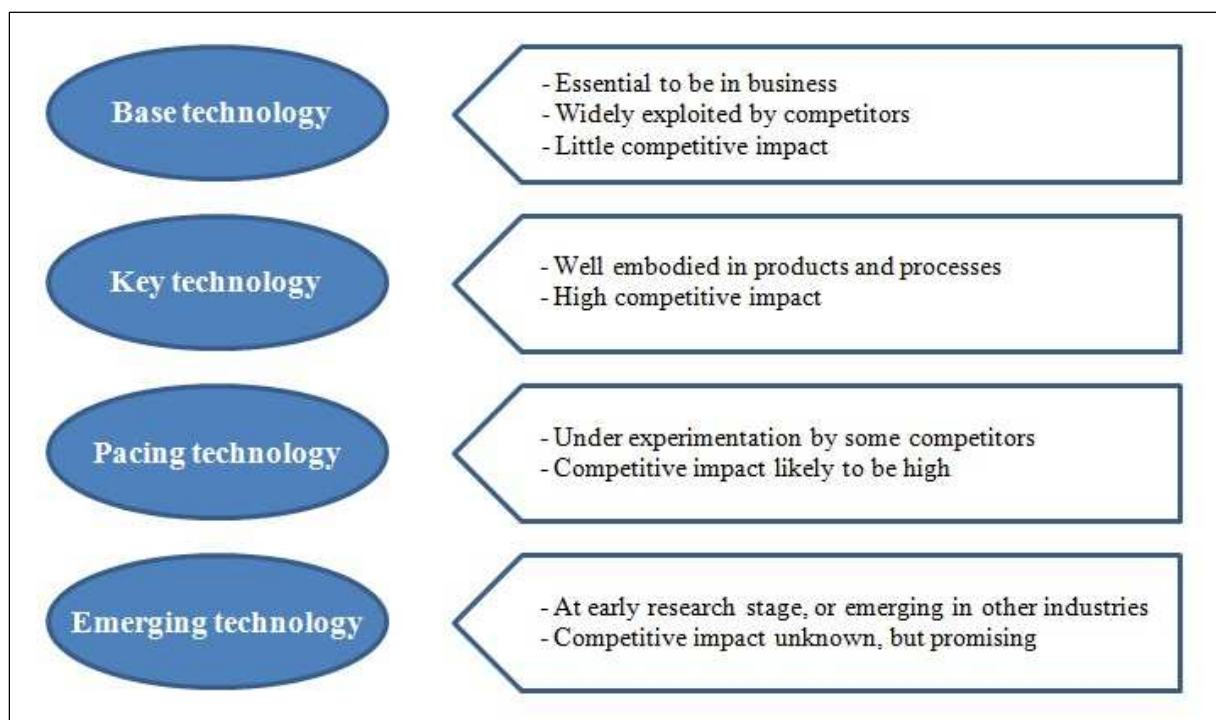 Base technology
- Essential to be in business
- Widely exploited by competitors
- Little competitive impact
Key technology
- Well embodied in products and processes
- High competitive impact
Pacing technology
- Under experimentation by some competitors
- Competitive impact likely to be high
Emerging technology
- At early research stage, or emerging in other industries
- Competitive impact unknown, but promising